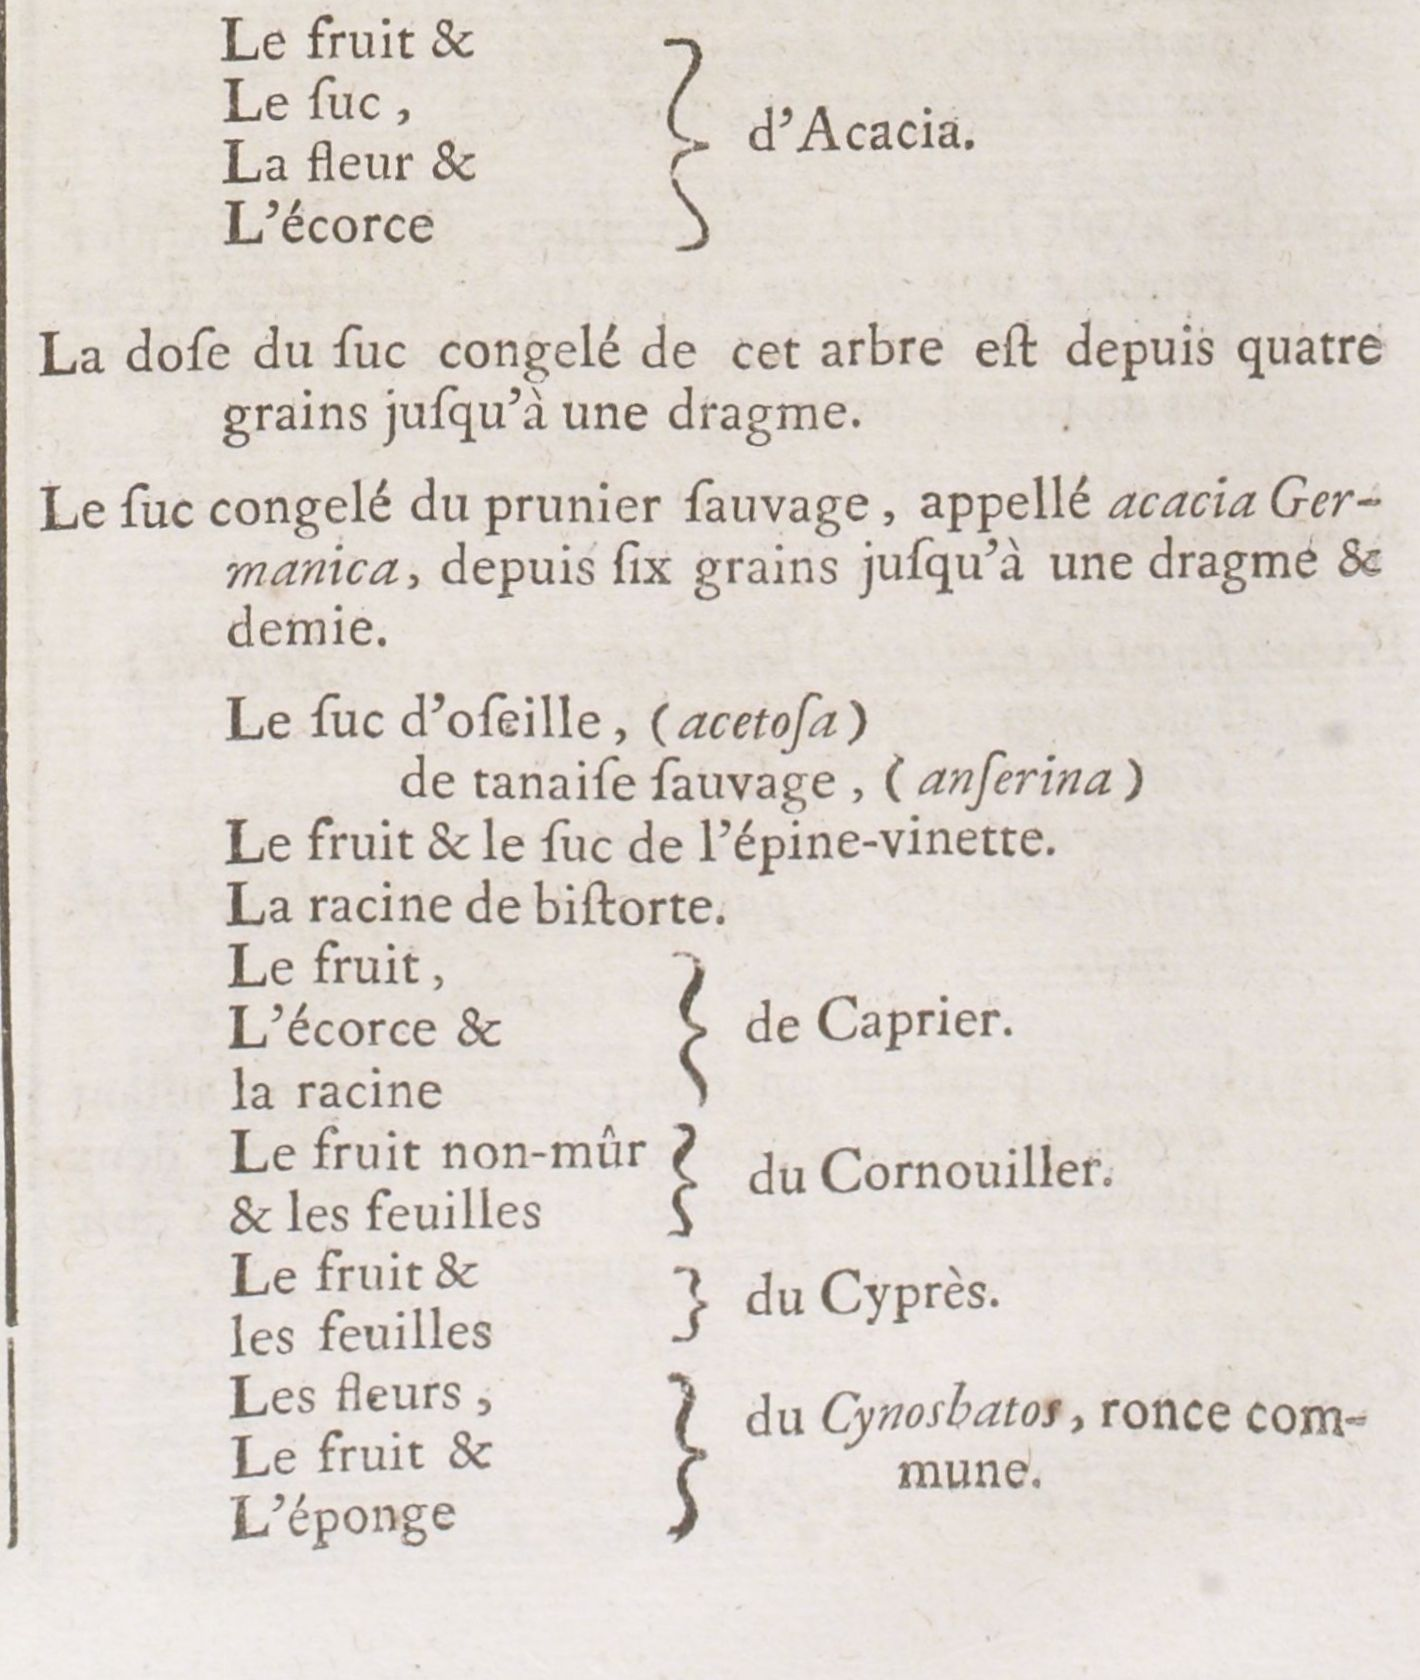 Le fruit &
Le ſuc ,
La fleur &
L'écorce
d'Acacia.
La doſe du ſuc congelé de cet arbre eſt depuis quatre
grains juſqu'à une dragme.
Le ſuc congelé du prunier ſauvage , appellé acacia Ger-
manica, depuis ſix grains juſqu'à une dragme &
demie.
Le ſuc d'oſeille , (acetoſa)
de tanaiſe ſauvage , ( anſerina )
Le fruit & le ſuc de l'épine-vinette.
La racine de biſtorte.
Le fruit ,
L'écorce &
la racine
de Caprier.
Le fruit non-mûr
& les feuilles
du Cornouiller.
Le fruit &
les feuilles
du Cyprès.
Les fleurs ,
Le fruit &
L'éponge
du Cynosbatos, ronce com-
mune.